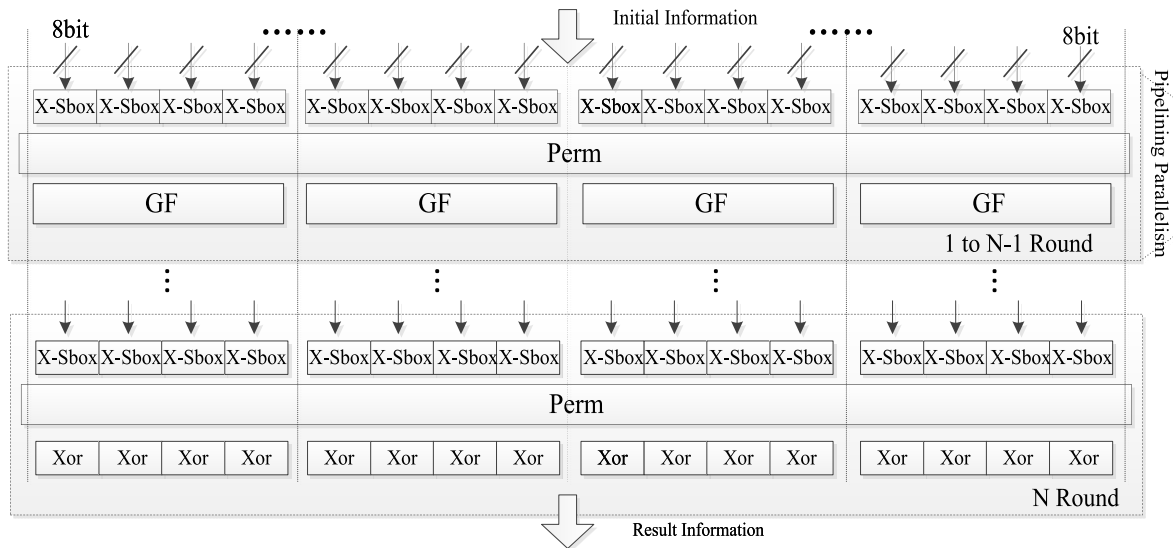 Initial Information
8bit ...... ...... 8bit
X-Sbox X-Sbox X-Sbox X-Sbox X-Sbox X-Sbox X-Sbox X-Sbox X-Sbox X-Sbox X-Sbox X-Sbox X-Sbox X-Sbox X-Sbox X-Sbox
Perm
GF GF GF GF
1 to N-1 Round
Pipelining Parallelism
X-Sbox X-Sbox X-Sbox X-Sbox X-Sbox X-Sbox X-Sbox X-Sbox X-Sbox X-Sbox X-Sbox X-Sbox X-Sbox X-Sbox X-Sbox X-Sbox
Perm
Xor Xor Xor Xor Xor Xor Xor Xor Xor Xor Xor Xor Xor Xor Xor Xor
N Round
Result Information